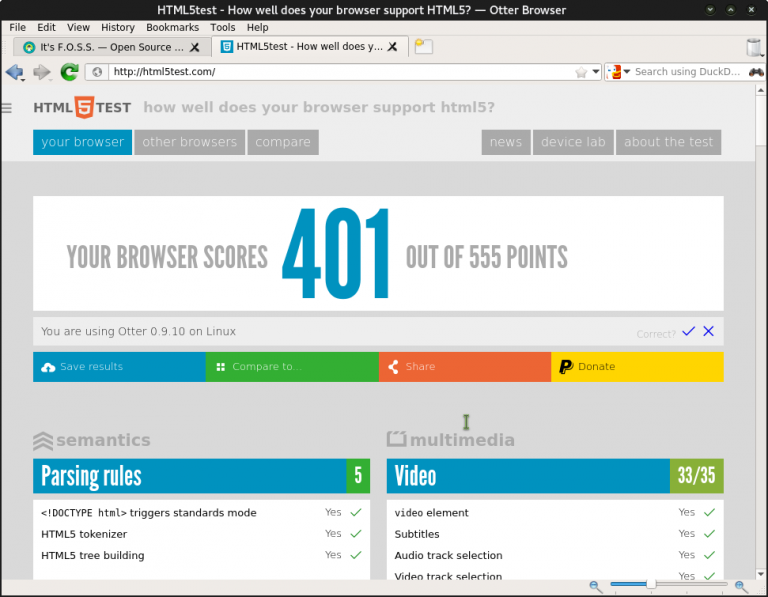 HTML5test - How well does your browser support HTML5? — Otter Browser
File Edit View History Bookmarks Tools Help
It's F.O.S.S. — Open Source ... HTML5test - How well does y...
http://html5test.com/ Search using DuckD...
HTML 5 TEST how well does your browser support html5?
your browser other browsers compare news device lab about the test
YOUR BROWSER SCORES 401 OUT OF 555 POINTS
You are using Otter 0.9.10 on Linux Correct?
Save results Compare to... Share Donate
semantics multimedia
Parsing rules 5 Video 33/35
<!DOCTYPE html> triggers standards mode Yes video element Yes
HTML5 tokenizer Yes Subtitles Yes
HTML5 tree building Yes Audio track selection Yes
Video track selection Yes